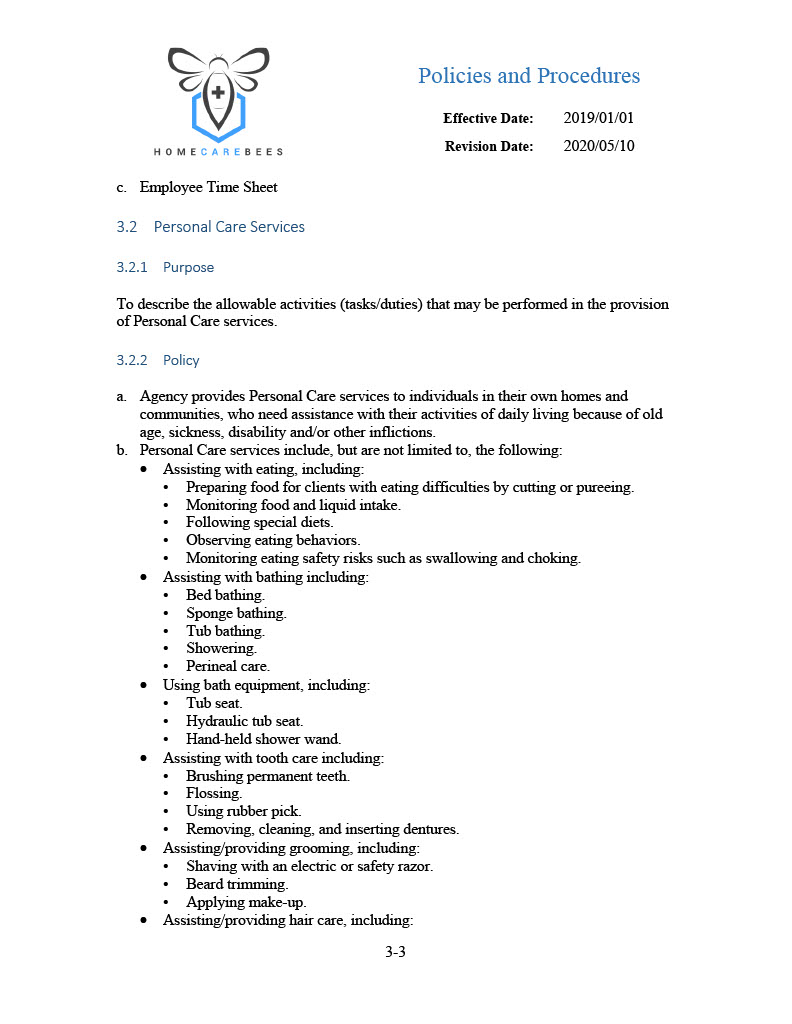 Policies and Procedures
Effective Date: 2019/01/01
Revision Date: 2020/05/10
HOMECAREBEES
c. Employee Time Sheet
3.2 Personal Care Services
3.2.1 Purpose
To describe the allowable activities (tasks/duties) that may be performed in the provision
of Personal Care services.
3.2.2 Policy
a. Agency provides Personal Care services to individuals in their own homes and
communities, who need assistance with their activities of daily living because of old
age, sickness, disability and/or other inflictions.
b. Personal Care services include, but are not limited to, the following:
• Assisting with eating, including:
• Preparing food for clients with eating difficulties by cutting or pureeing.
• Monitoring food and liquid intake.
• Following special diets.
• Observing eating behaviors.
• Monitoring eating safety risks such as swallowing and choking.
• Assisting with bathing including:
• Bed bathing.
• Sponge bathing.
• Tub bathing.
• Showering.
• Perineal care.
• Using bath equipment, including:
• Tub seat.
• Hydraulic tub seat.
• Hand-held shower wand.
• Assisting with tooth care including:
• Brushing permanent teeth.
• Flossing.
• Using rubber pick.
• Removing, cleaning, and inserting dentures.
• Assisting/providing grooming, including:
• Shaving with an electric or safety razor.
• Beard trimming.
• Applying make-up.
• Assisting/providing hair care, including:
3-3